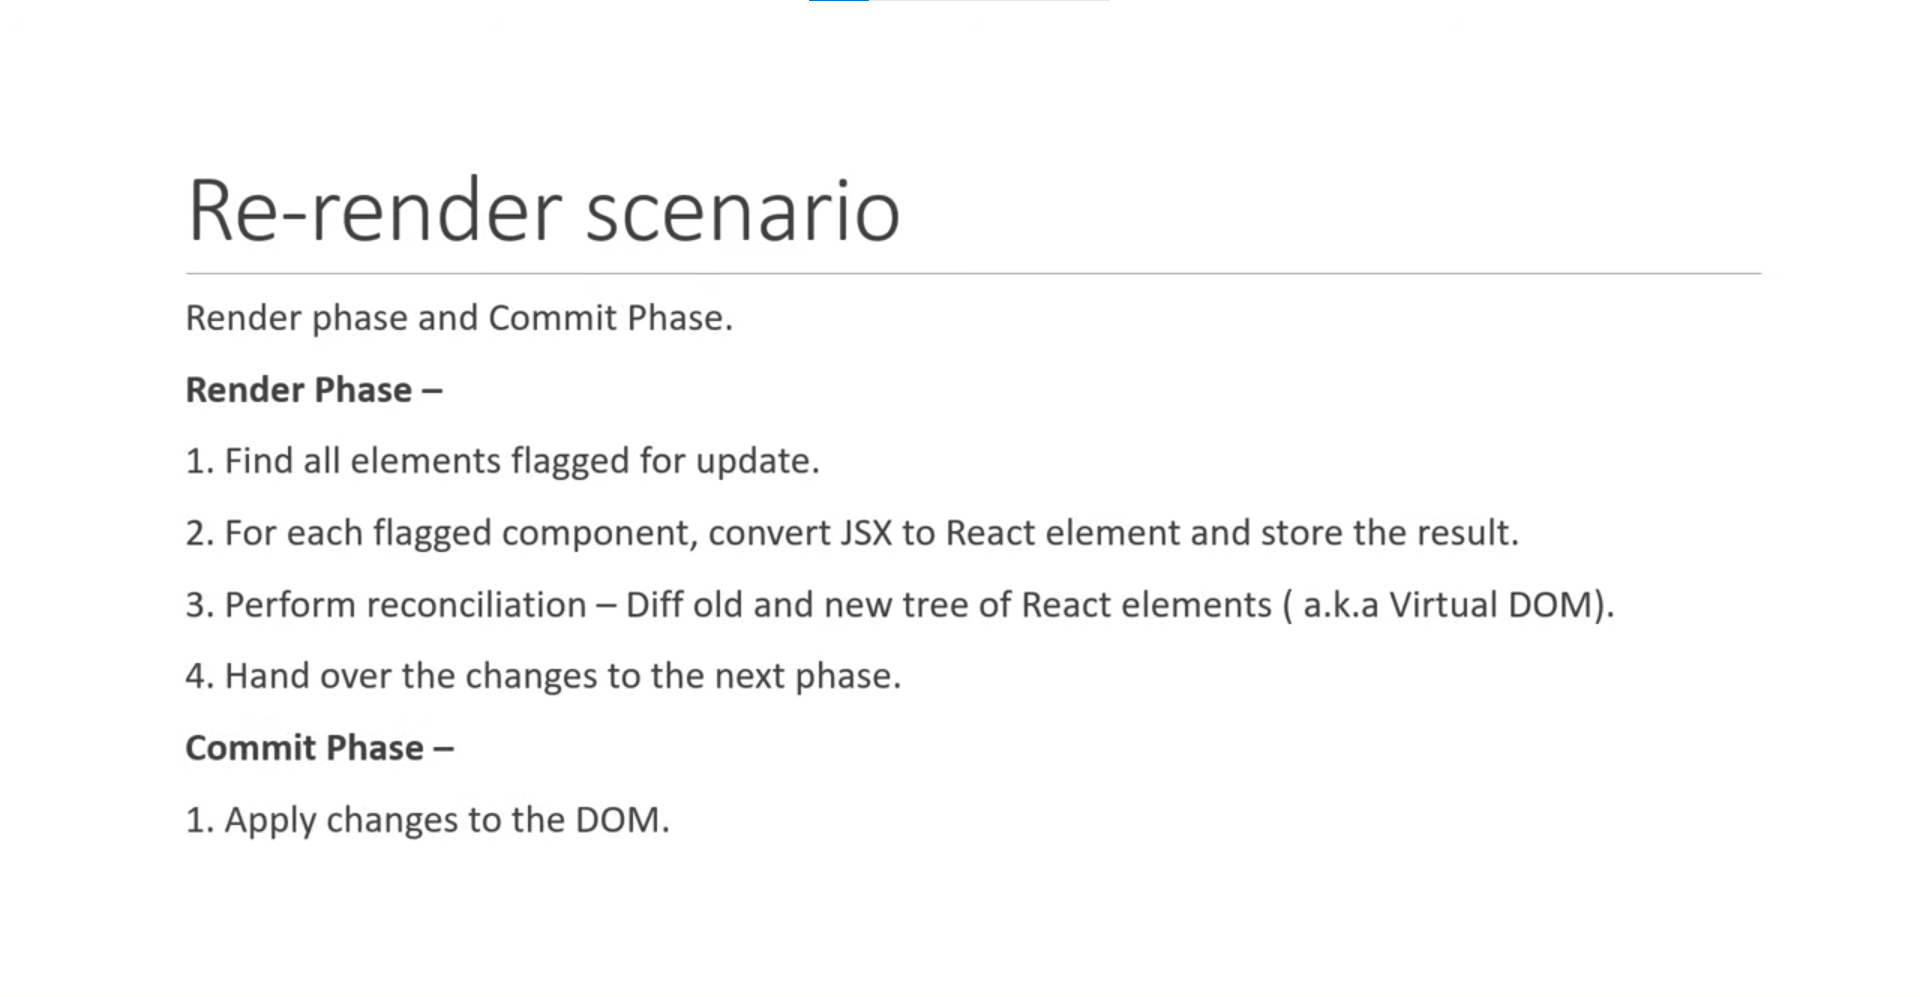 Re-render scenario
Render phase and Commit Phase.
Render Phase –
1. Find all elements flagged for update.
2. For each flagged component, convert JSX to React element and store the result.
3. Perform reconciliation – Diff old and new tree of React elements ( a.k.a Virtual DOM).
4. Hand over the changes to the next phase.
Commit Phase –
1. Apply changes to the DOM.